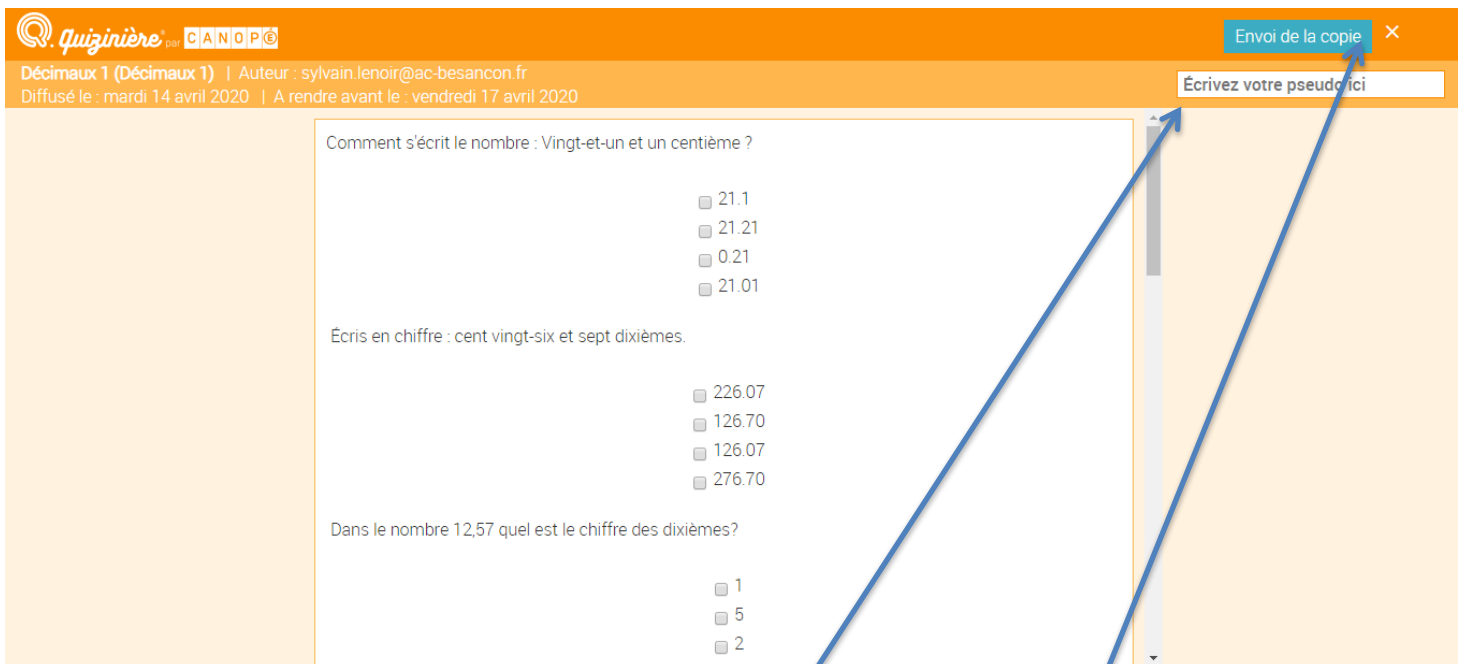 Quizinière par CANOPÉ
Envoi de la copie ×
Décimaux 1 (Décimaux 1) | Auteur : sylvain.lenoir@ac-besancon.fr
Diffusé le : mardi 14 avril 2020 | A rendre avant le : vendredi 17 avril 2020
Écrivez votre pseudo ici
Comment s'écrit le nombre : Vingt-et-un et un centième ?
21.1
21.21
0.21
21.01
Écris en chiffre : cent vingt-six et sept dixièmes.
226.07
126.70
126.07
276.70
Dans le nombre 12,57 quel est le chiffre des dixièmes?
1
5
2